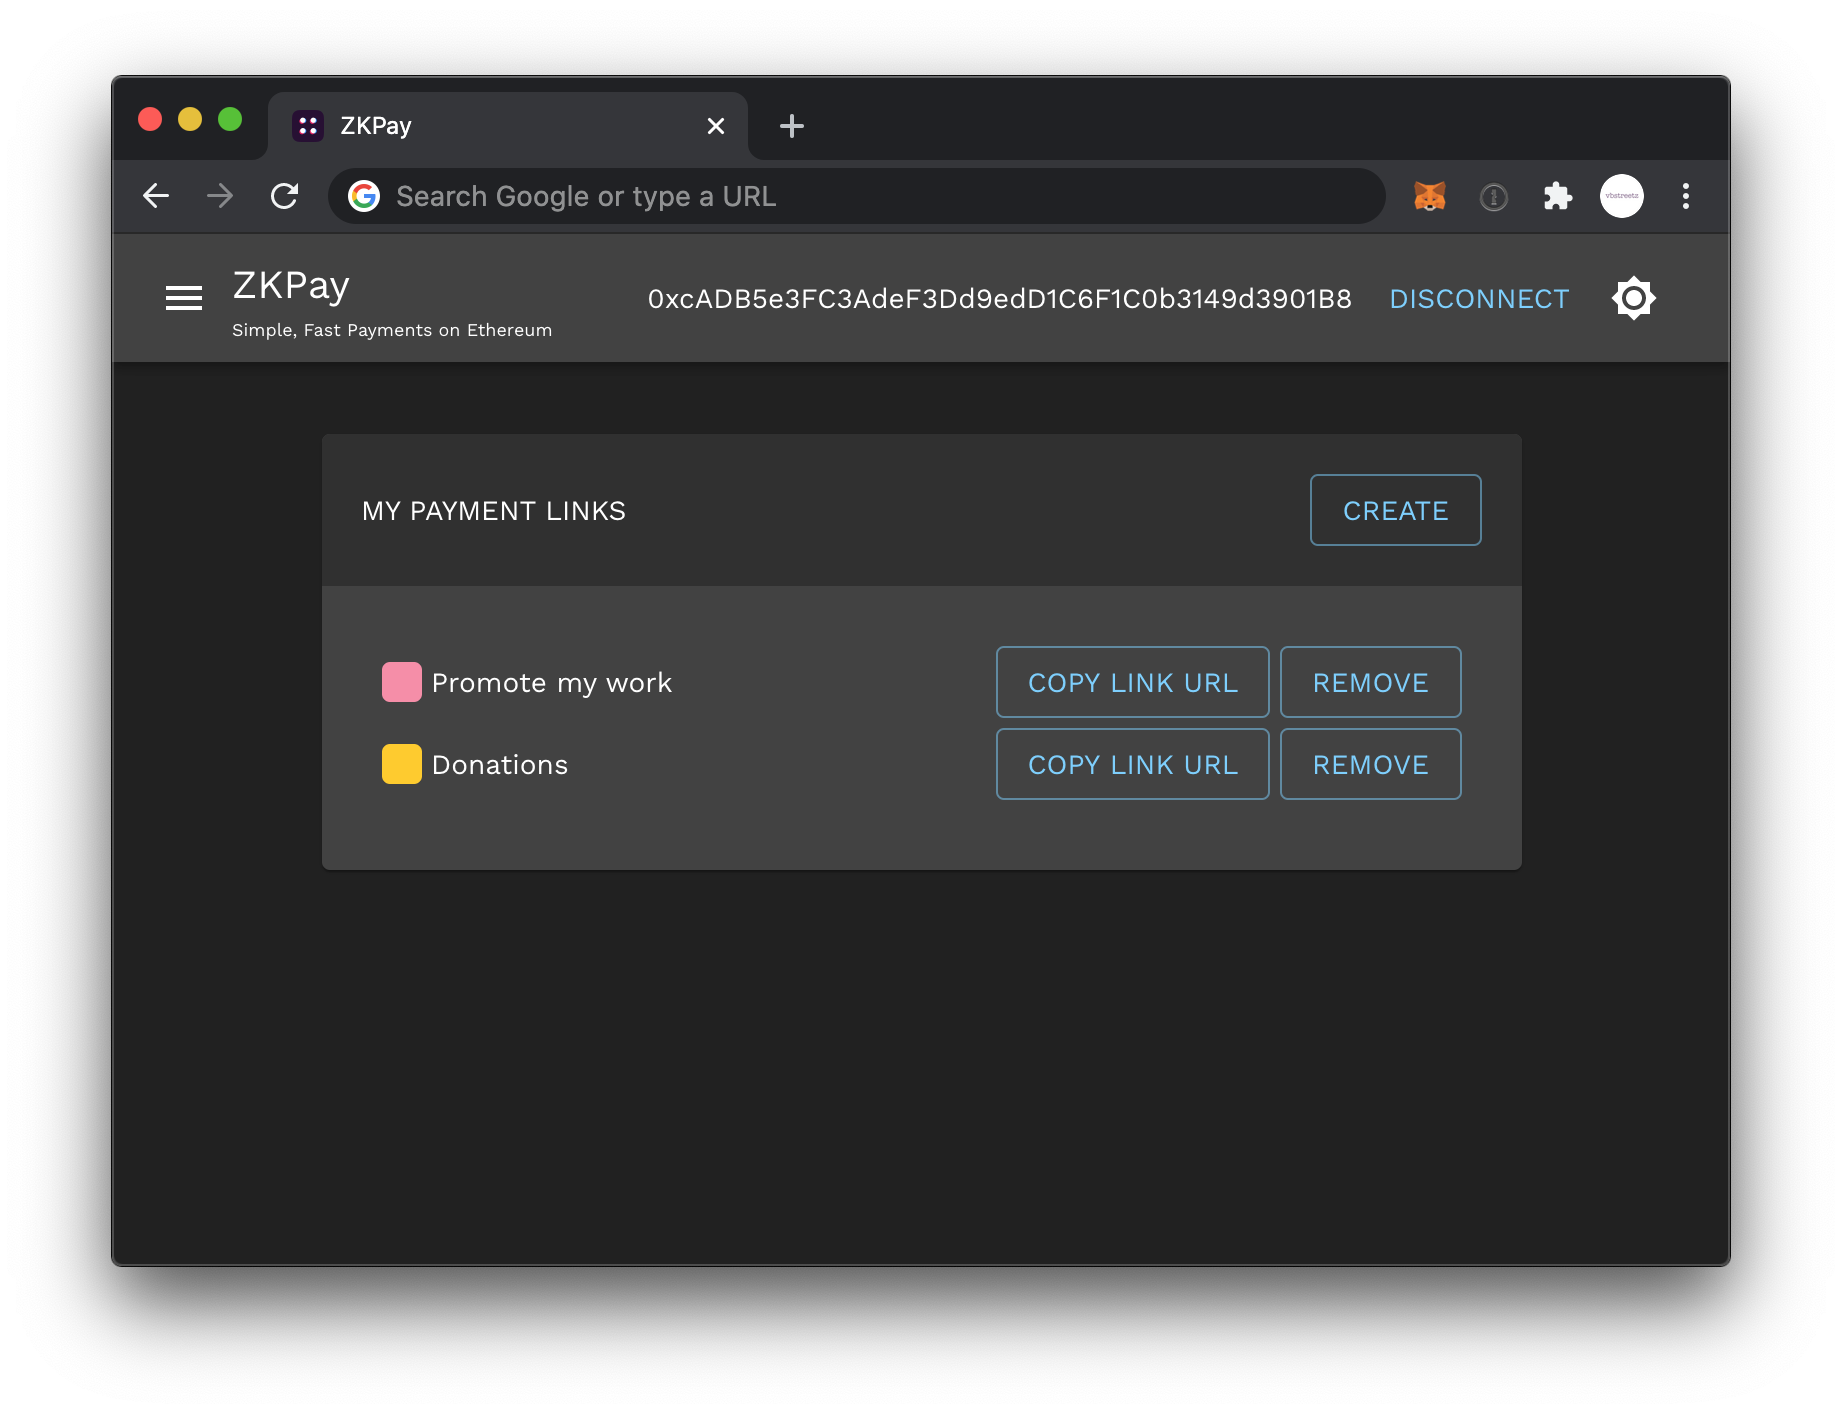 ZKPay
Search Google or type a URL
vbstreets
ZKPay
Simple, Fast Payments on Ethereum
0xcADB5e3FC3AdeF3Dd9edD1C6F1C0b3149d3901B8
DISCONNECT
MY PAYMENT LINKS
CREATE
Promote my work
COPY LINK URL
REMOVE
Donations
COPY LINK URL
REMOVE